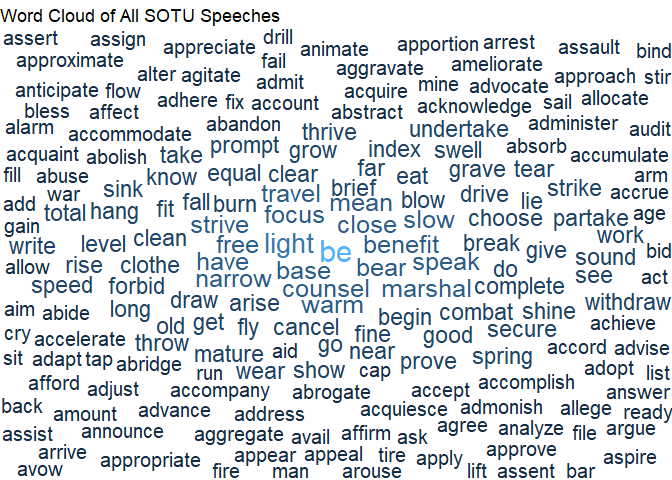 Word Cloud of All SOTU Speeches
assert assign appreciate drill animate apportion arrest assault bind
approximate fail aggravate ameliorate
alter agitate admit acquire mine advocate approach stir
anticipate flow adhere fix account abstract acknowledge sail allocate
bless affect abandon thrive undertake administer audit
alarm accommodate prompt grow index swell absorb accumulate
acquaint abolish take far eat grave tear arm
fill abuse know equal clear brief blow drive lie strike accrue
add war sink travel mean choose partake age
total hang fit fall burn focus close slow work
gain strive
write level clean free light be benefit break give sound bid
allow rise clothe have base bear speak do see act
speed forbid narrow counsel marshal complete
aim abide long draw arise warm begin combat shine withdraw
old get fly cancel fine good secure achieve
cry accelerate throw go near accord advise
sit adapt tap abridge mature aid prove spring adopt list
run wear show cap
afford adjust accompany abrogate accept accomplish answer
back amount advance address acquiesce admonish allege ready
assist announce aggregate avail affirm ask agree analyze file argue
arrive appropriate appear appeal tire apply approve aspire
avow fire man arouse lift assent bar